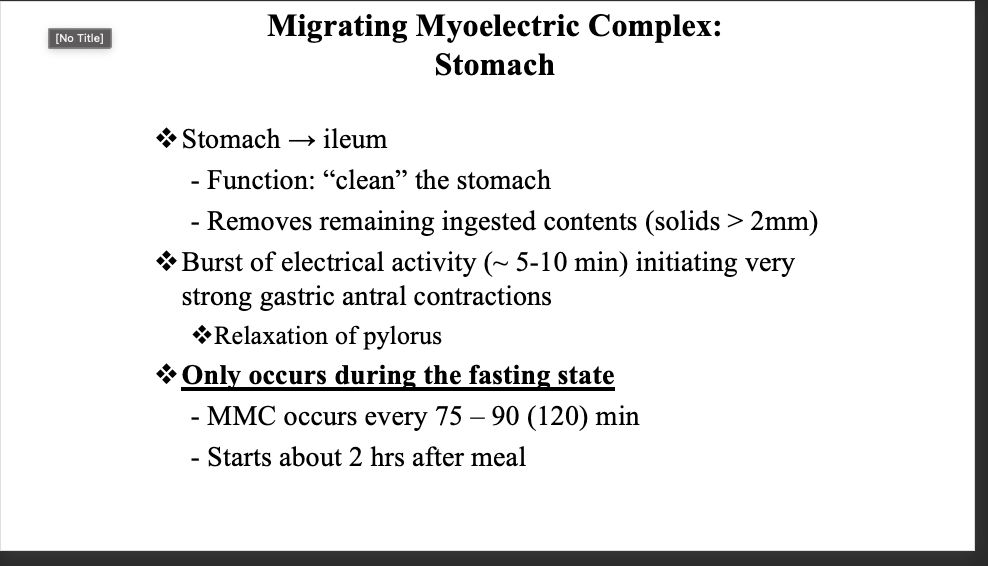 [No Title]
Migrating Myoelectric Complex:
Stomach
❖ Stomach → ileum
- Function: “clean” the stomach
- Removes remaining ingested contents (solids > 2mm)
❖ Burst of electrical activity (~ 5-10 min) initiating very
strong gastric antral contractions
❖Relaxation of pylorus
❖ Only occurs during the fasting state
- MMC occurs every 75 – 90 (120) min
- Starts about 2 hrs after meal